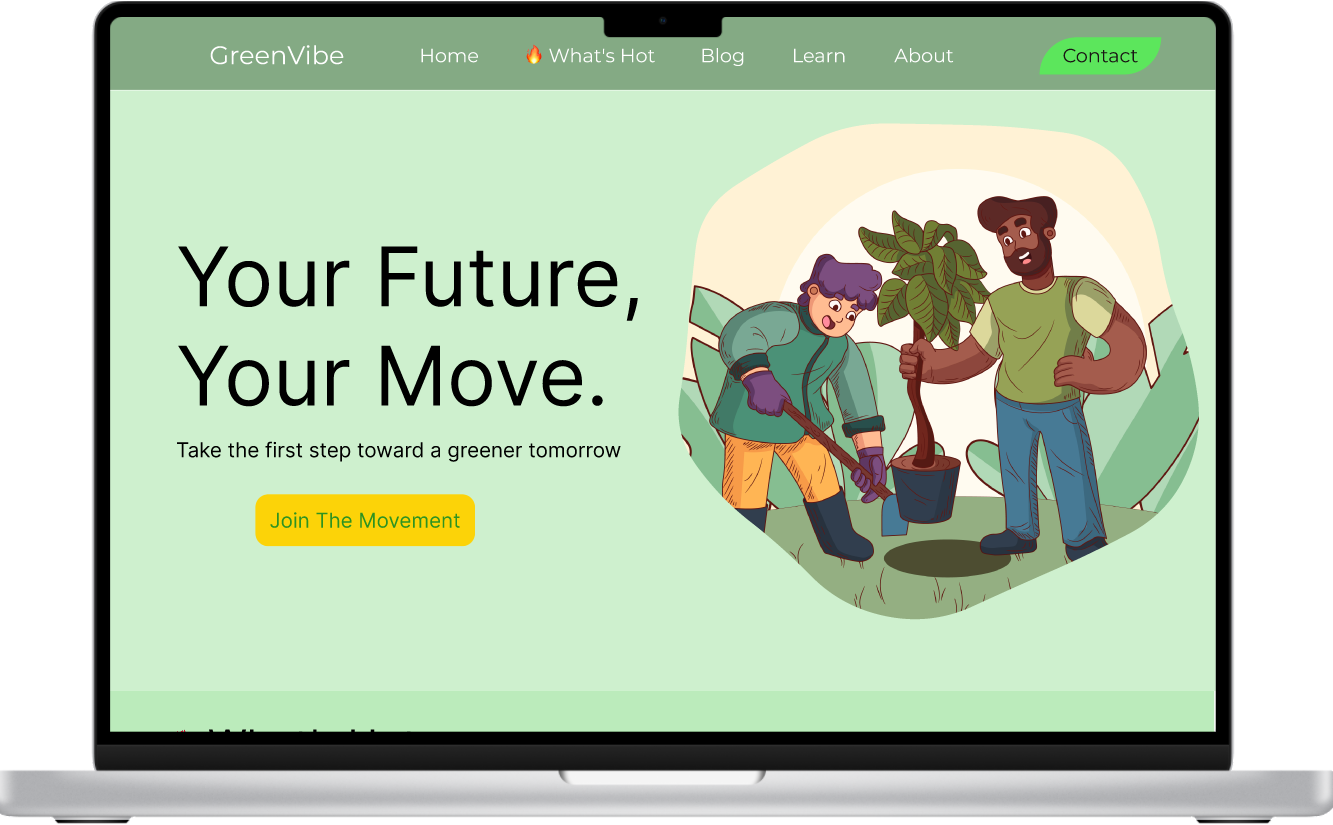 GreenVibe Home 🔥 What's Hot Blog Learn About Contact
Your Future,
Your Move.
Take the first step toward a greener tomorrow
Join The Movement